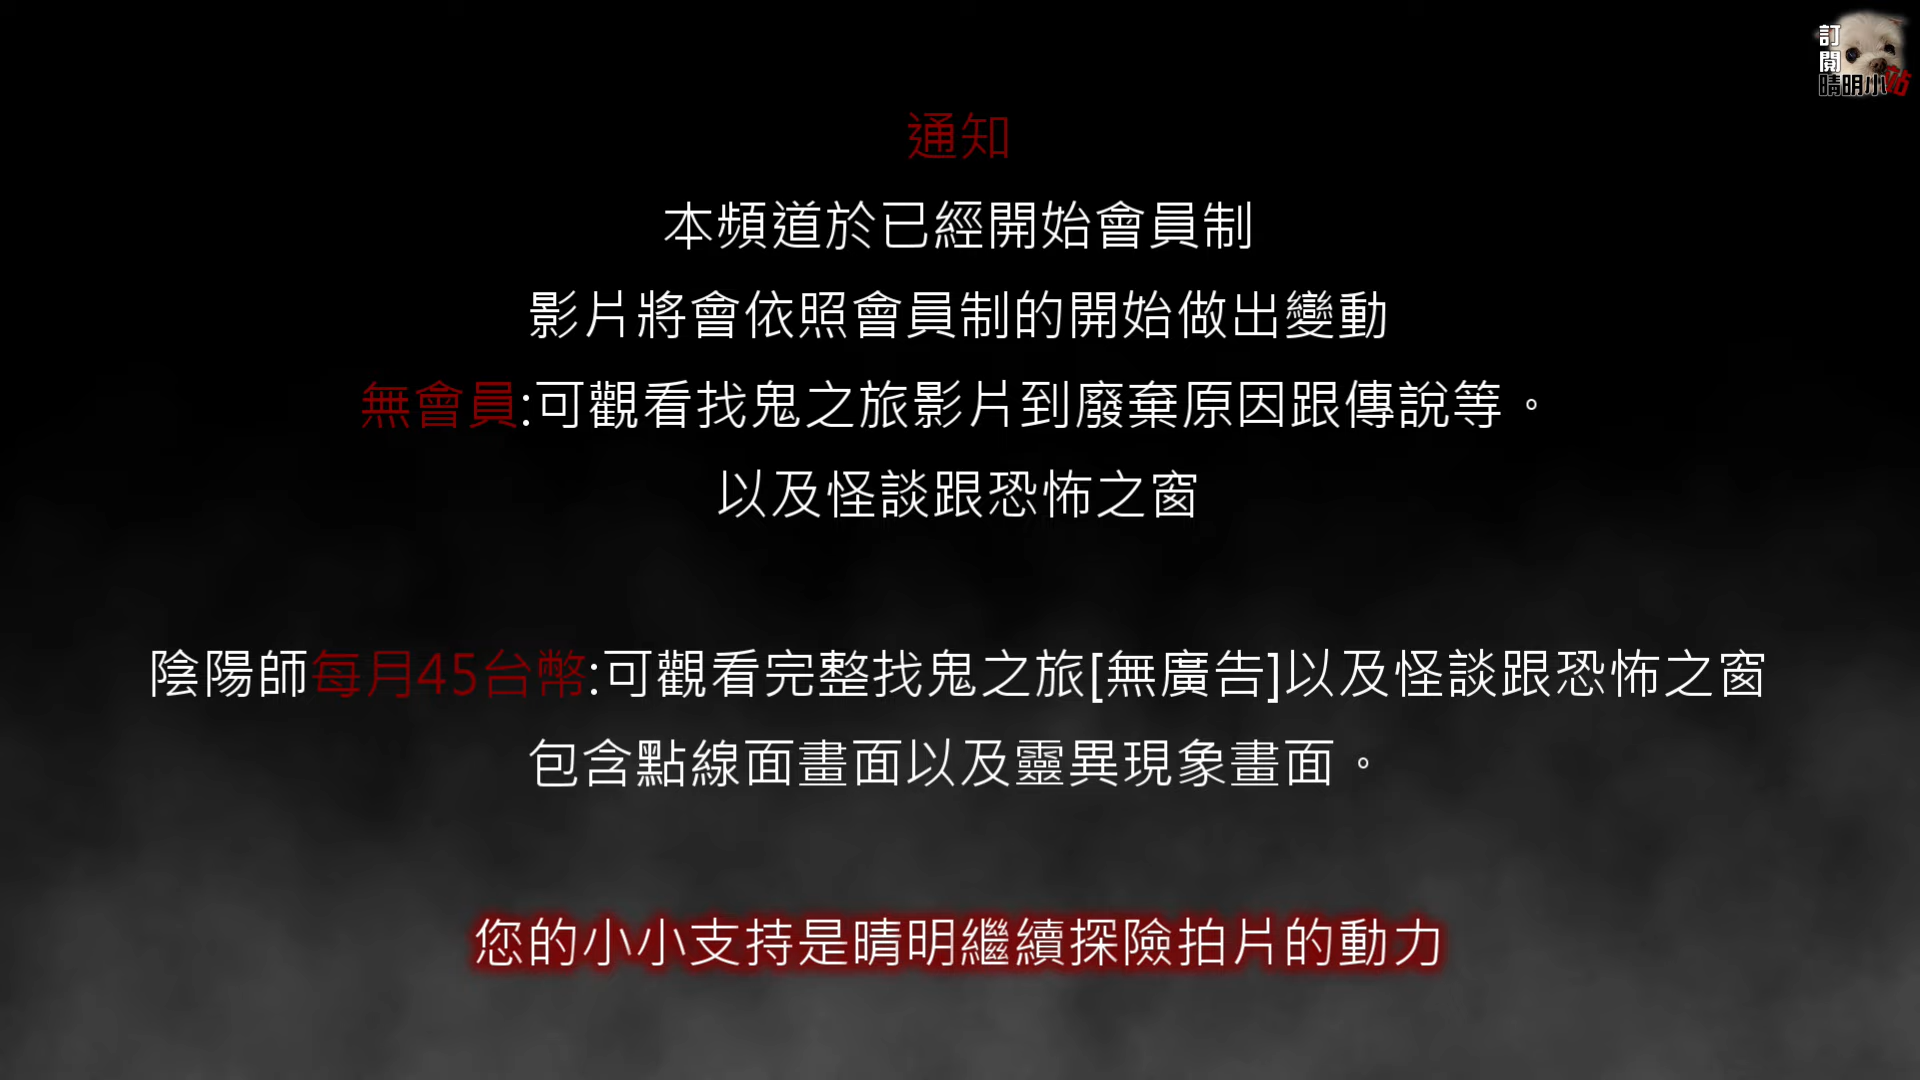 訂閱
晴明小站
通知
本頻道於已經開始會員制
影片將會依照會員制的開始做出變動
無會員:可觀看找鬼之旅影片到廢棄原因跟傳說等。
以及怪談跟恐怖之窗
陰陽師每月45台幣:可觀看完整找鬼之旅[無廣告]以及怪談跟恐怖之窗
包含點線面畫面以及靈異現象畫面。
您的小小支持是晴明繼續探險拍片的動力